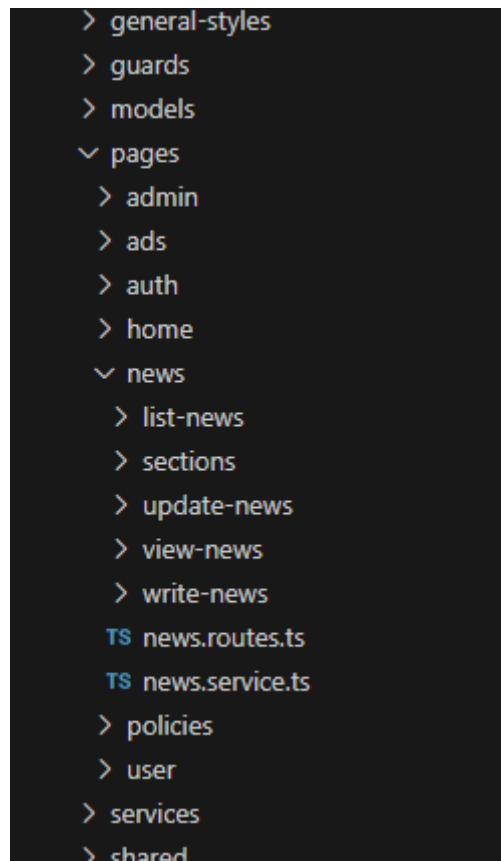 general-styles
guards
models
pages
admin
ads
auth
home
news
list-news
sections
update-news
view-news
write-news
TS news.routes.ts
TS news.service.ts
policies
user
services
shared